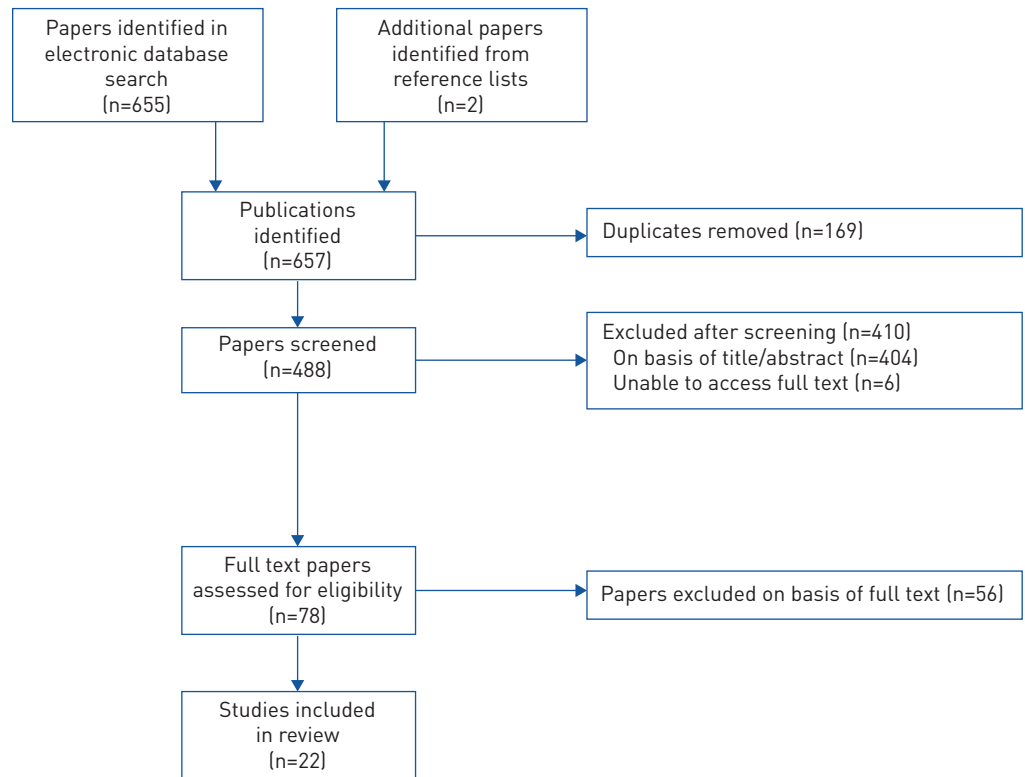 Papers identified in
electronic database
search
(n=655)
Additional papers
identified from
reference lists
(n=2)
Publications
identified
(n=657)
Duplicates removed (n=169)
Papers screened
(n=488)
Excluded after screening (n=410)
On basis of title/abstract (n=404)
Unable to access full text (n=6)
Full text papers
assessed for eligibility
(n=78)
Papers excluded on basis of full text (n=56)
Studies included
in review
(n=22)